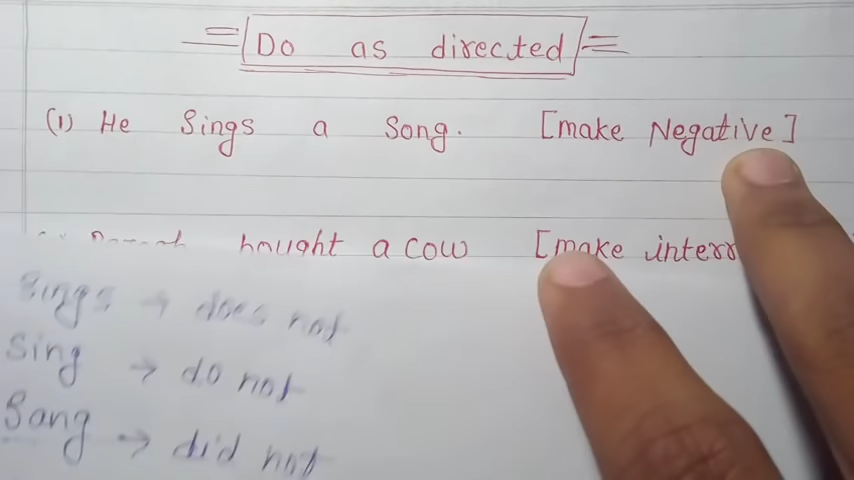 Do as directed
(1) He Sings a Song. [make Negative]
bought a cow [make
Sings → does not
Sing → do not
Sang → did not